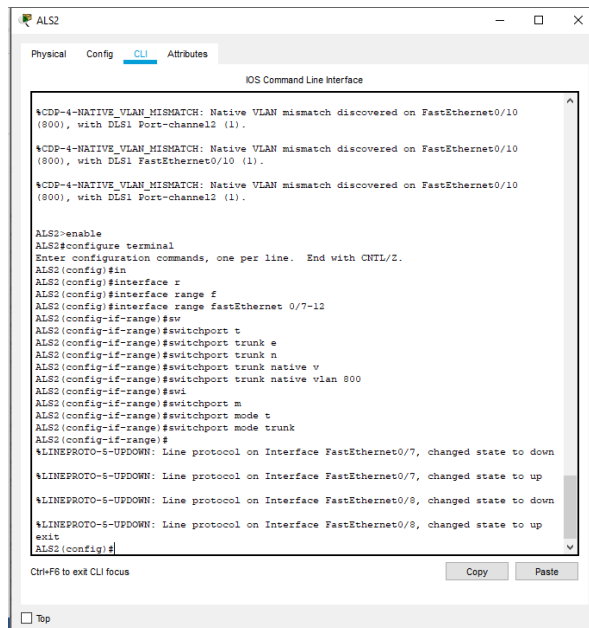 ALS2
Physical Config CLI Attributes
IOS Command Line Interface
%CDP-4-NATIVE_VLAN_MISMATCH: Native VLAN mismatch discovered on FastEthernet0/10
(800), with DLS1 Port-channel2 (1).
%CDP-4-NATIVE_VLAN_MISMATCH: Native VLAN mismatch discovered on FastEthernet0/10
(800), with DLS1 FastEthernet0/10 (1).
%CDP-4-NATIVE_VLAN_MISMATCH: Native VLAN mismatch discovered on FastEthernet0/10
(800), with DLS1 Port-channel2 (1).
ALS2>enable
ALS2#configure terminal
Enter configuration commands, one per line.  End with CNTL/Z.
ALS2(config)#in
ALS2(config)#interface r
ALS2(config)#interface range f
ALS2(config)#interface range fastEthernet 0/7-12
ALS2(config-if-range)#sw
ALS2(config-if-range)#switchport t
ALS2(config-if-range)#switchport trunk e
ALS2(config-if-range)#switchport trunk n
ALS2(config-if-range)#switchport trunk native v
ALS2(config-if-range)#switchport trunk native vlan 800
ALS2(config-if-range)#swi
ALS2(config-if-range)#switchport m
ALS2(config-if-range)#switchport mode t
ALS2(config-if-range)#switchport mode trunk
ALS2(config-if-range)#
%LINEPROTO-5-UPDOWN: Line protocol on Interface FastEthernet0/7, changed state to down
%LINEPROTO-5-UPDOWN: Line protocol on Interface FastEthernet0/7, changed state to up
%LINEPROTO-5-UPDOWN: Line protocol on Interface FastEthernet0/8, changed state to down
%LINEPROTO-5-UPDOWN: Line protocol on Interface FastEthernet0/8, changed state to up
exit
ALS2(config)#
Ctrl+F6 to exit CLI focus
Copy Paste
Top